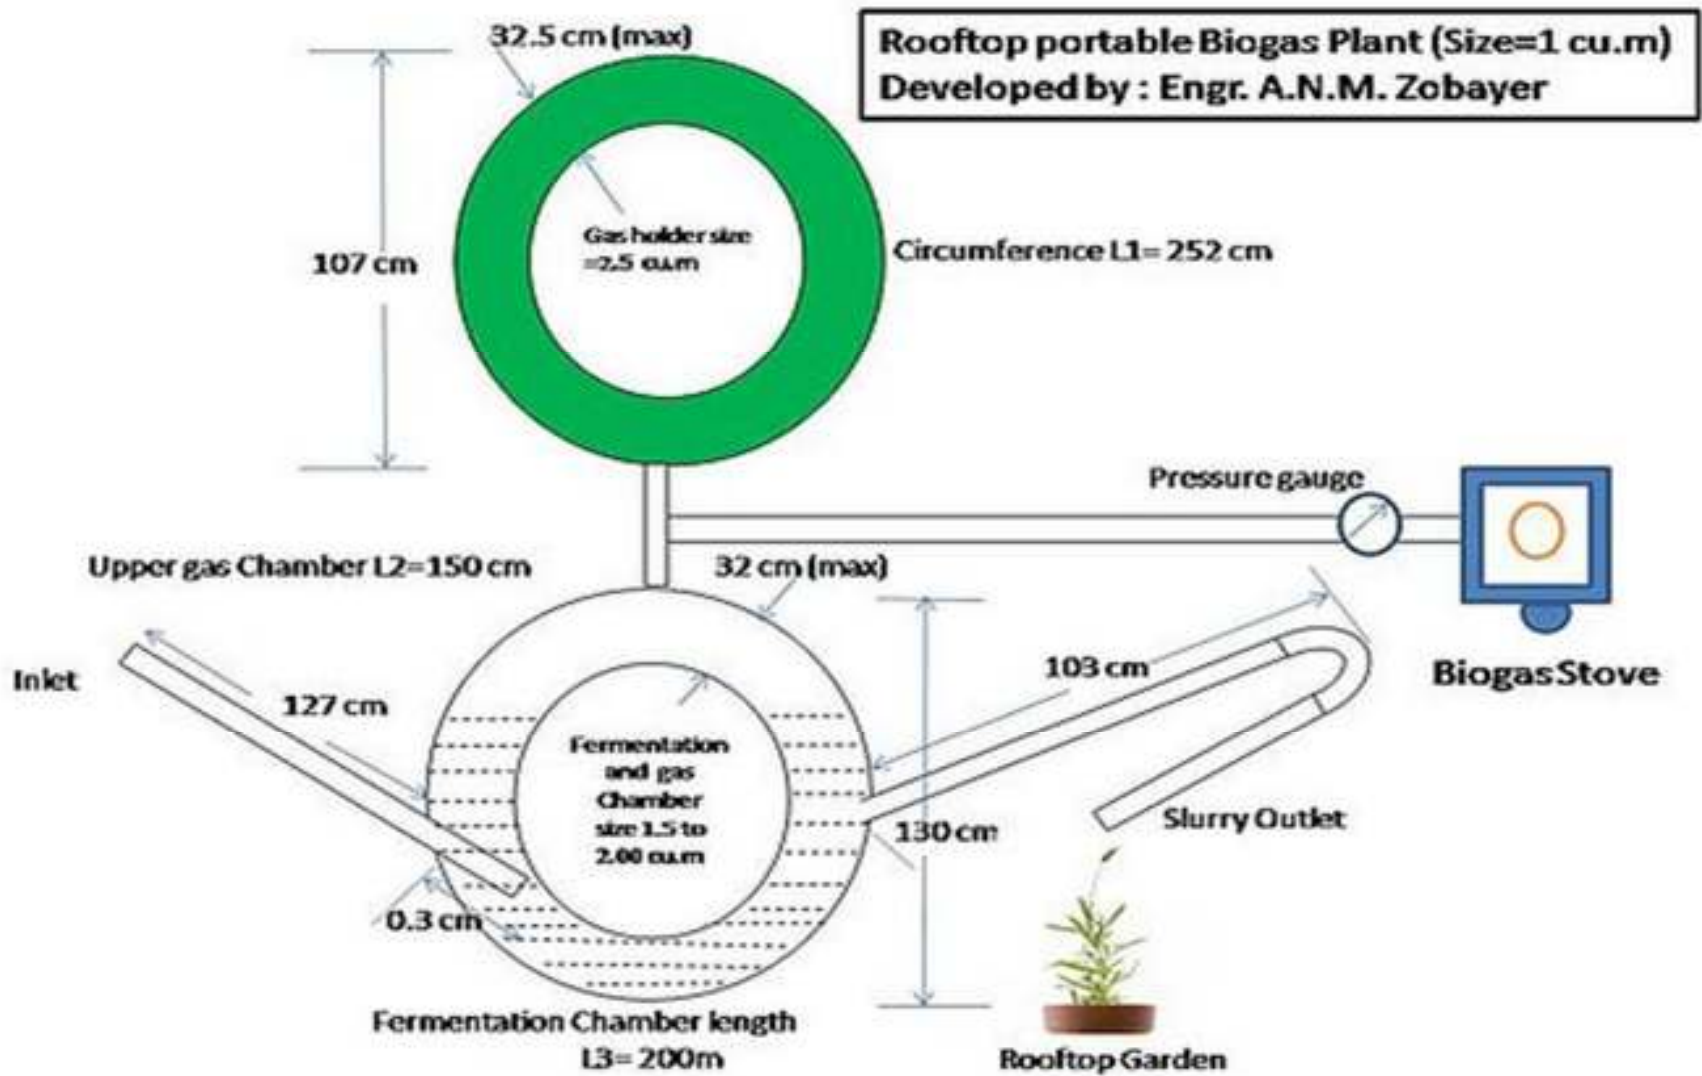 32.5 cm (max)
Rooftop portable Biogas Plant (Size=1 cu.m)
Developed by : Engr. A.N.M. Zobayer
107 cm
Gas holder size
=2.5 cu.m
Circumference L1= 252 cm
Pressure gauge
Upper gas Chamber L2=150 cm
32 cm (max)
Inlet
127 cm
103 cm
Biogas Stove
Fermentation
and gas
Chamber
size 1.5 to
2.00 cu.m
130 cm
Slurry Outlet
0.3 cm
Fermentation Chamber length
L3= 200m
Rooftop Garden